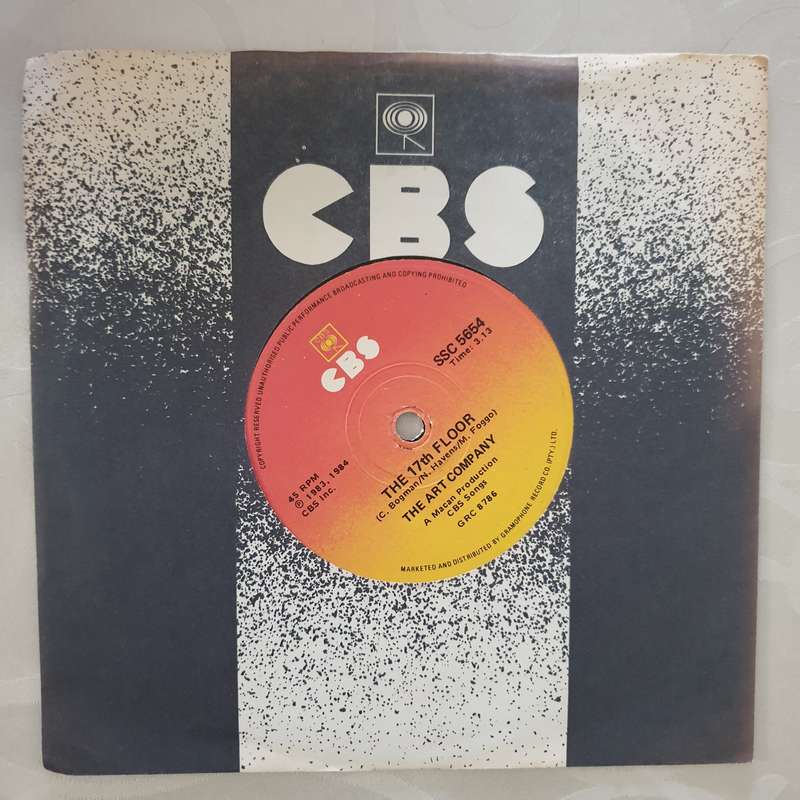 CBS
COPYRIGHT RESERVED UNAUTHORISED PUBLIC PERFORMANCE BROADCASTING AND COPYING PROHIBITED
CBS
SSC 5654
Time: 3.13
45 RPM
℗ 1983, 1984
CBS Inc.
THE 17th FLOOR
(C. Bogman/N. Havens/M. Foggo)
THE ART COMPANY
A Macan Production
CBS Songs
GRC 8786
MARKETED AND DISTRIBUTED BY GRAMOPHONE RECORD CO. (PTY.) LTD.